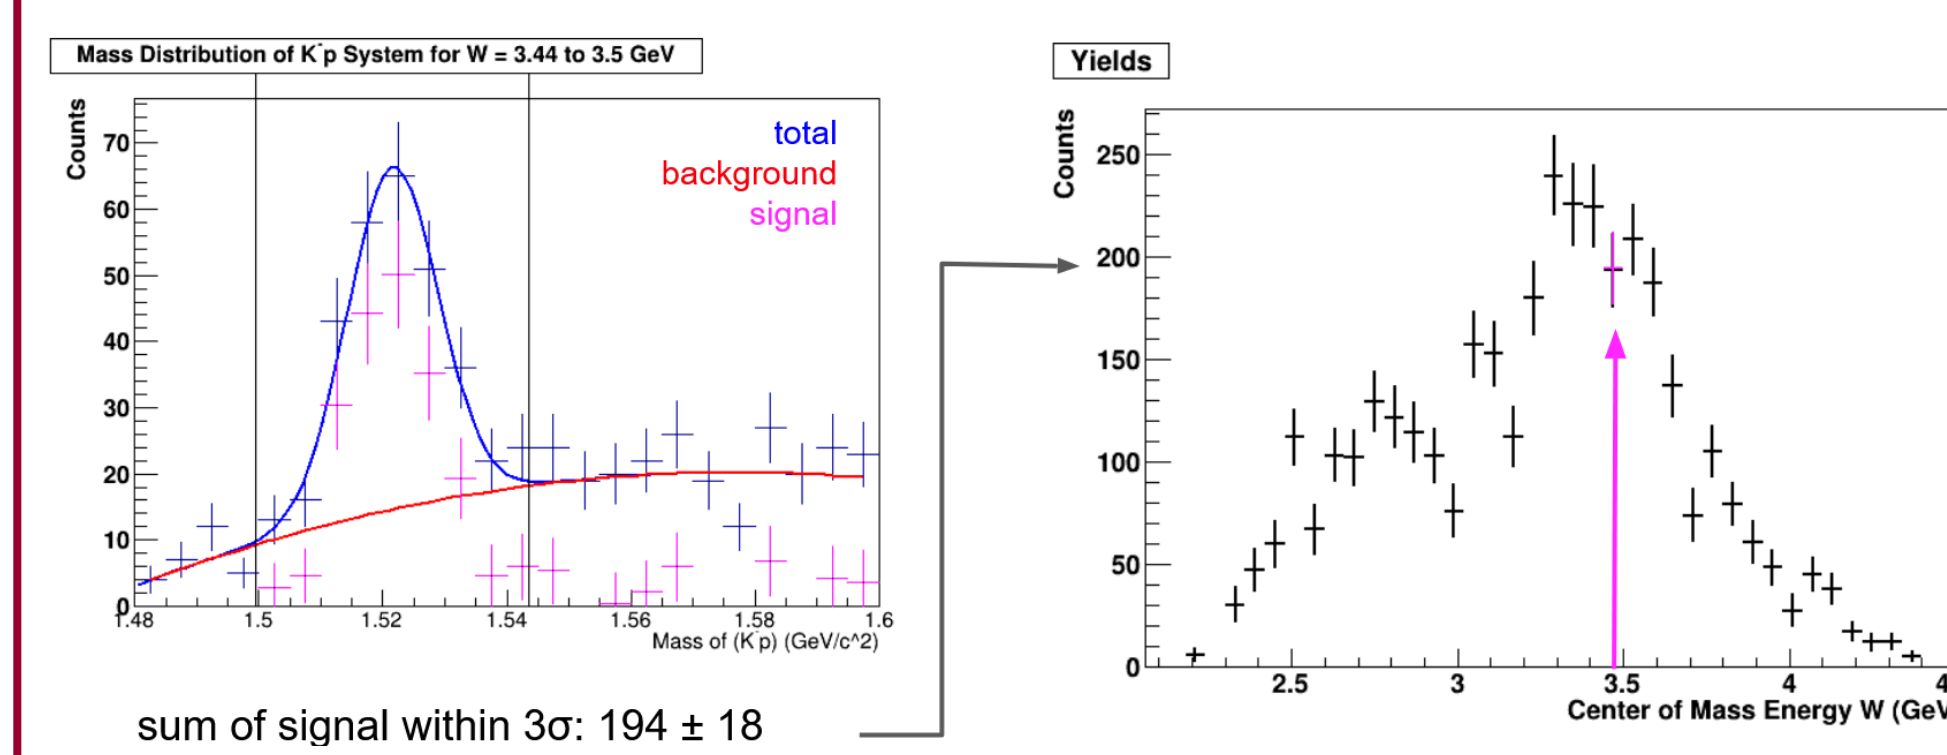 Mass Distribution of K⁻p System for W = 3.44 to 3.5 GeV
Counts
70
60
50
40
30
20
10
0
1.48
1.5
1.52
1.54
1.56
1.58
1.6
Mass of (K⁻p) (GeV/c^2)
total
background
signal
sum of signal within 3σ: 194 ± 18
Yields
Counts
250
200
150
100
50
0
2.5
3
3.5
4
Center of Mass Energy W (GeV